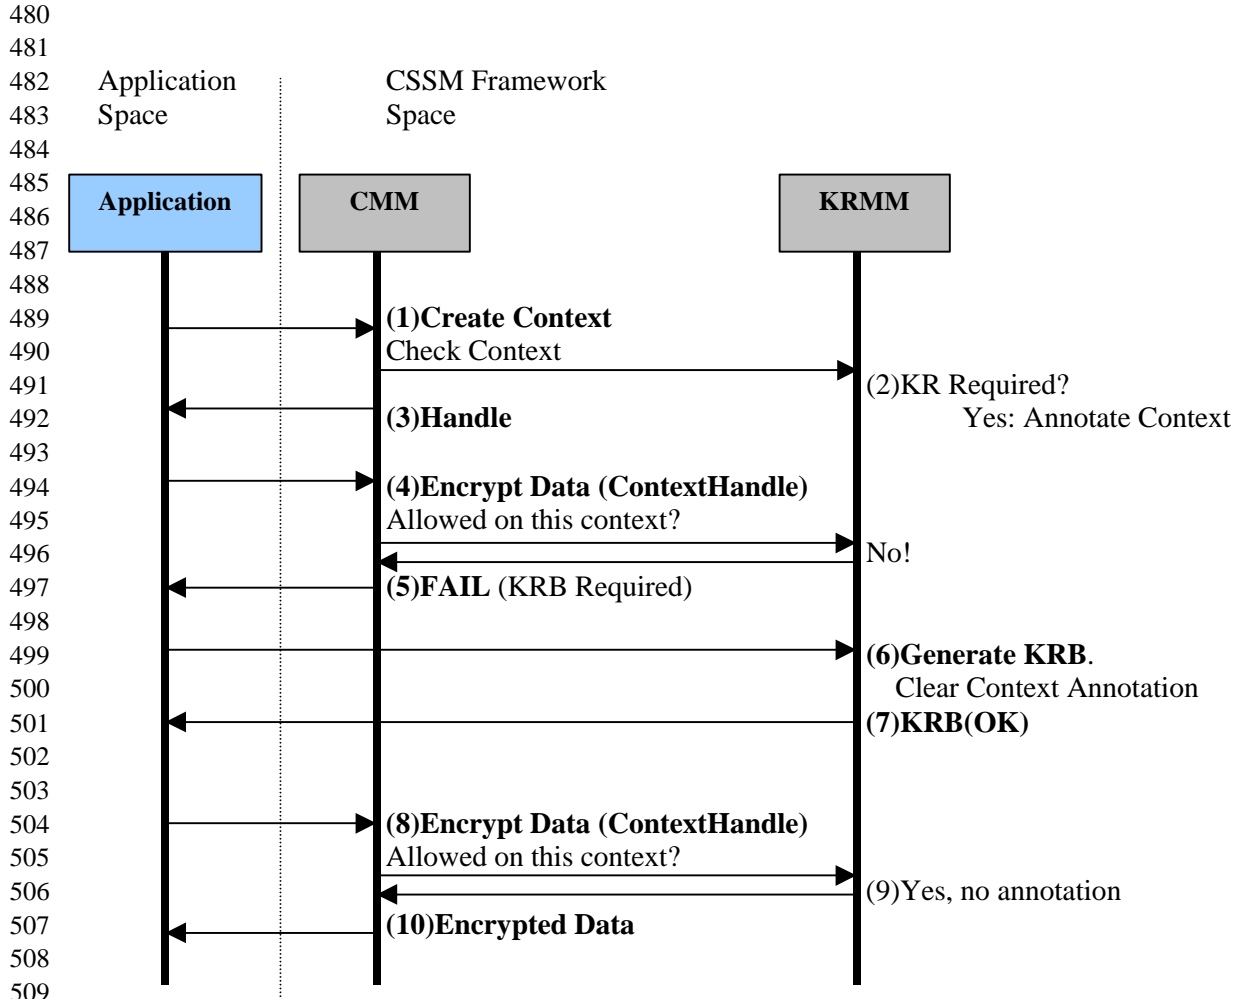 480
481
482 Application CSSM Framework
483 Space Space
484
485
Application CMM KRMM
486
487
488
489 (1)Create Context
490 Check Context
491 (2)KR Required?
492 (3)Handle Yes: Annotate Context
493
494 (4)Encrypt Data (ContextHandle)
495 Allowed on this context?
496 No!
497 (5)FAIL (KRB Required)
498
499 (6)Generate KRB.
500 Clear Context Annotation
501 (7)KRB(OK)
502
503
504 (8)Encrypt Data (ContextHandle)
505 Allowed on this context?
506 (9)Yes, no annotation
507 (10)Encrypted Data
508
509